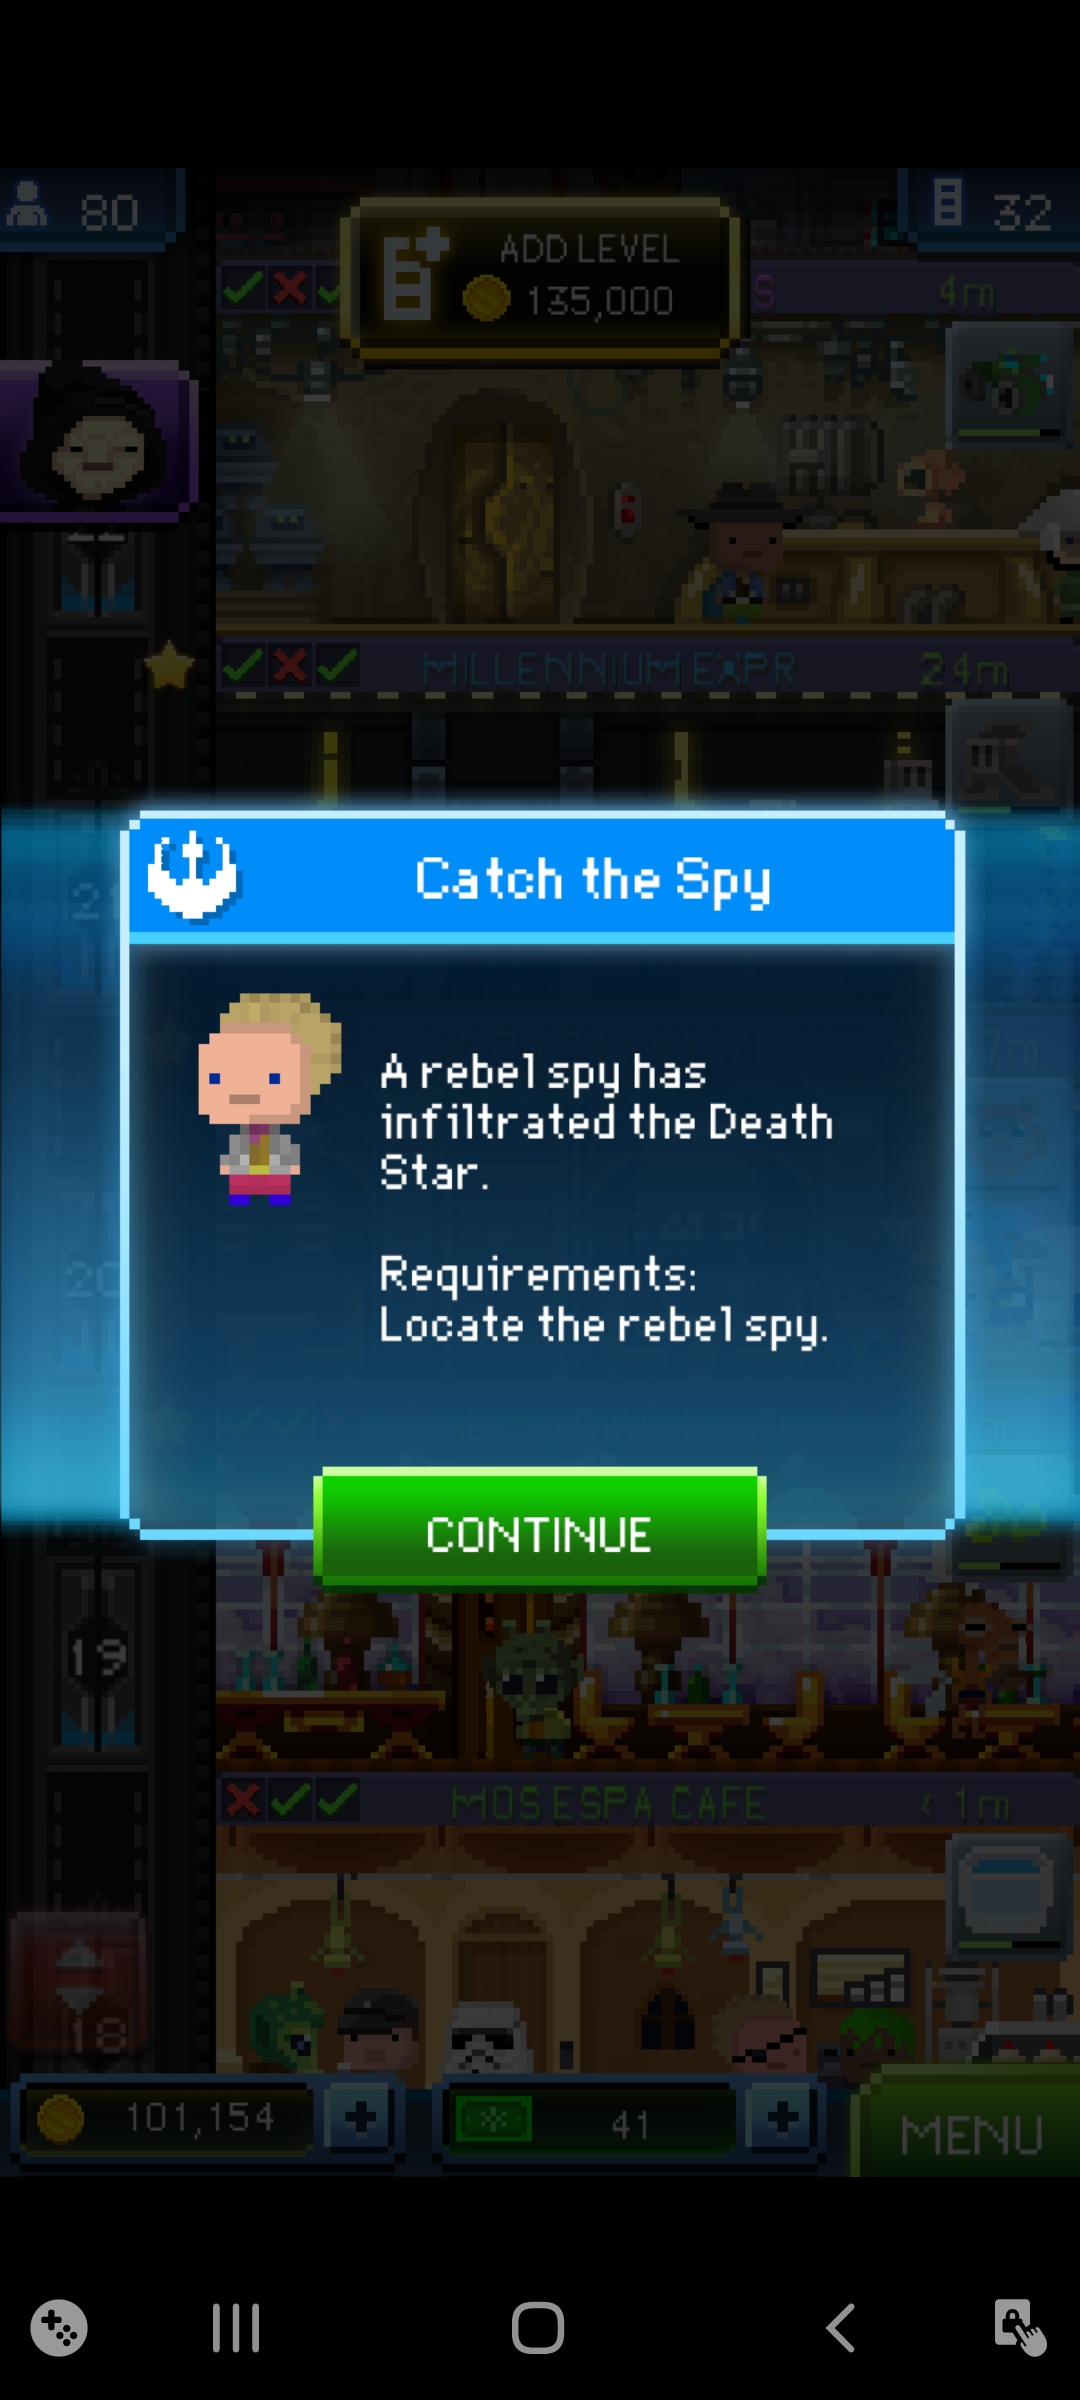 80
32
ADD LEVEL
135,000
S
4m
MILLENNIUM EXPR
24m
Catch the Spy
A rebel spy has
infiltrated the Death
Star.
Requirements:
Locate the rebel spy.
20
CONTINUE
19
MOS ESPA CAFE
< 1m
18
101,154
41
MENU